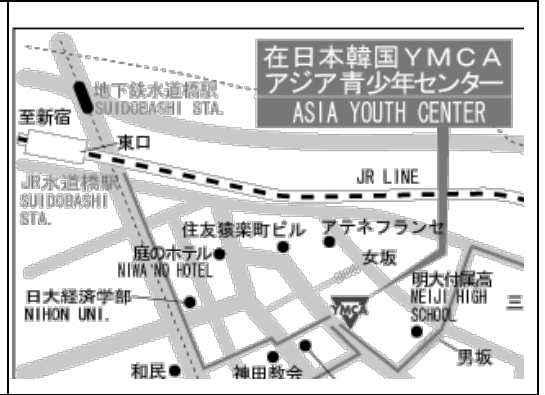 在日本韓国YMCA
アジア青少年センター
ASIA YOUTH CENTER
地下鉄水道橋駅
SUIDOBASHI STA.
至新宿
東口
JR水道橋駅
SUIDOBASHI
STA.
JR LINE
住友猿楽町ビル
アテネフランセ
庭のホテル
NIWA NO HOTEL
女坂
日大経済学部
NIHON UNI.
YMCA
明大付属高
MEIJI HIGH
SCHOOL
三
男坂
和民
神田教会